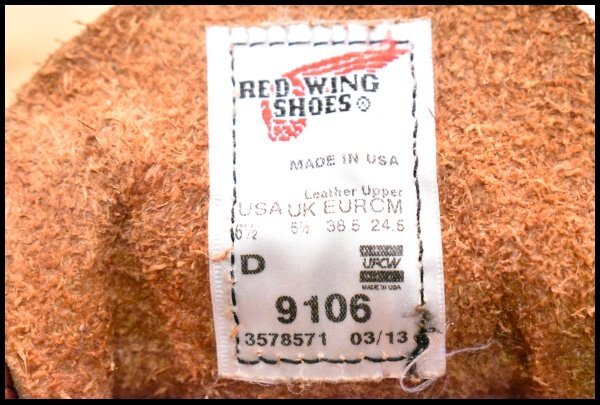 RED WING
SHOES®
MADE IN USA
Leather Upper
USA UK EUR CM
6½ 5½ 38.5 24.5
D
UFCW
MADE IN USA
9106
3578571 03/13